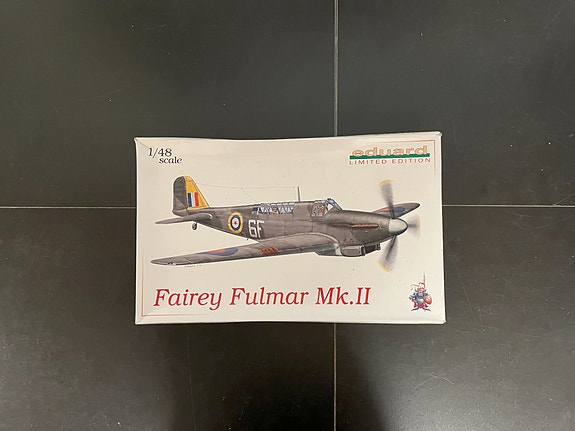 1/48
scale
eduard
LIMITED EDITION
6F
Fairey Fulmar Mk.II